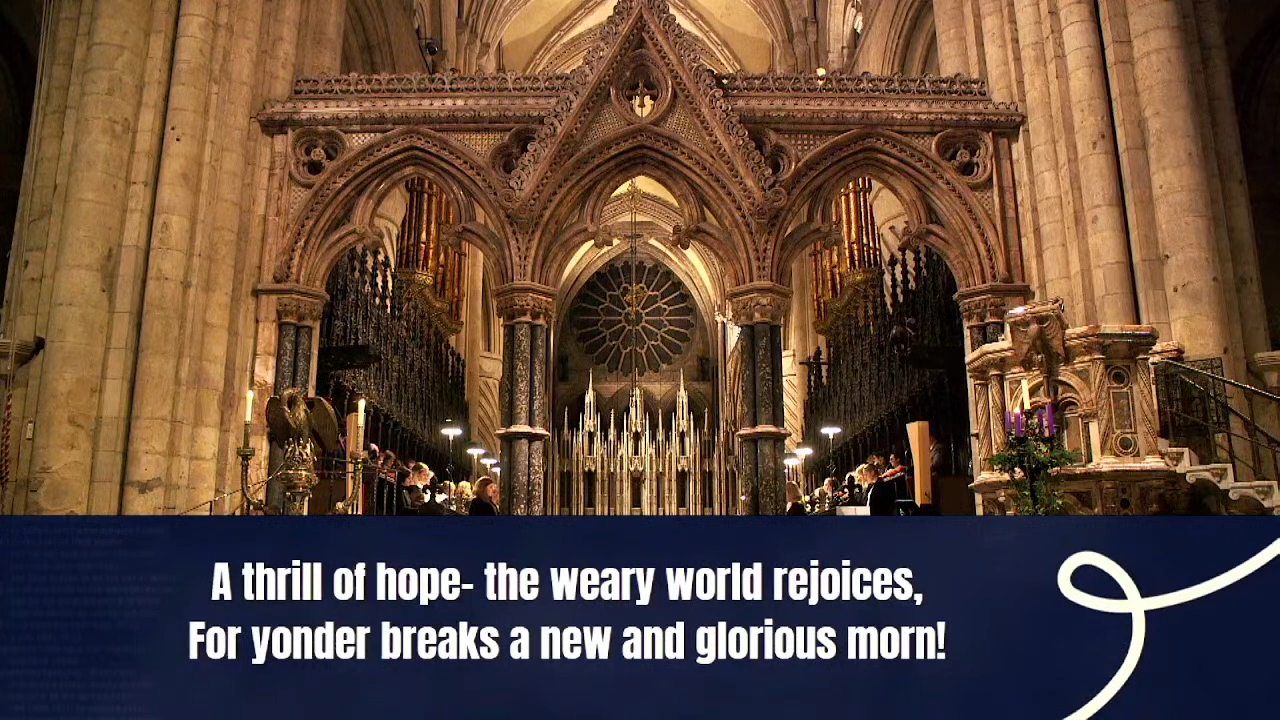 A thrill of hope- the weary world rejoices,
For yonder breaks a new and glorious morn!